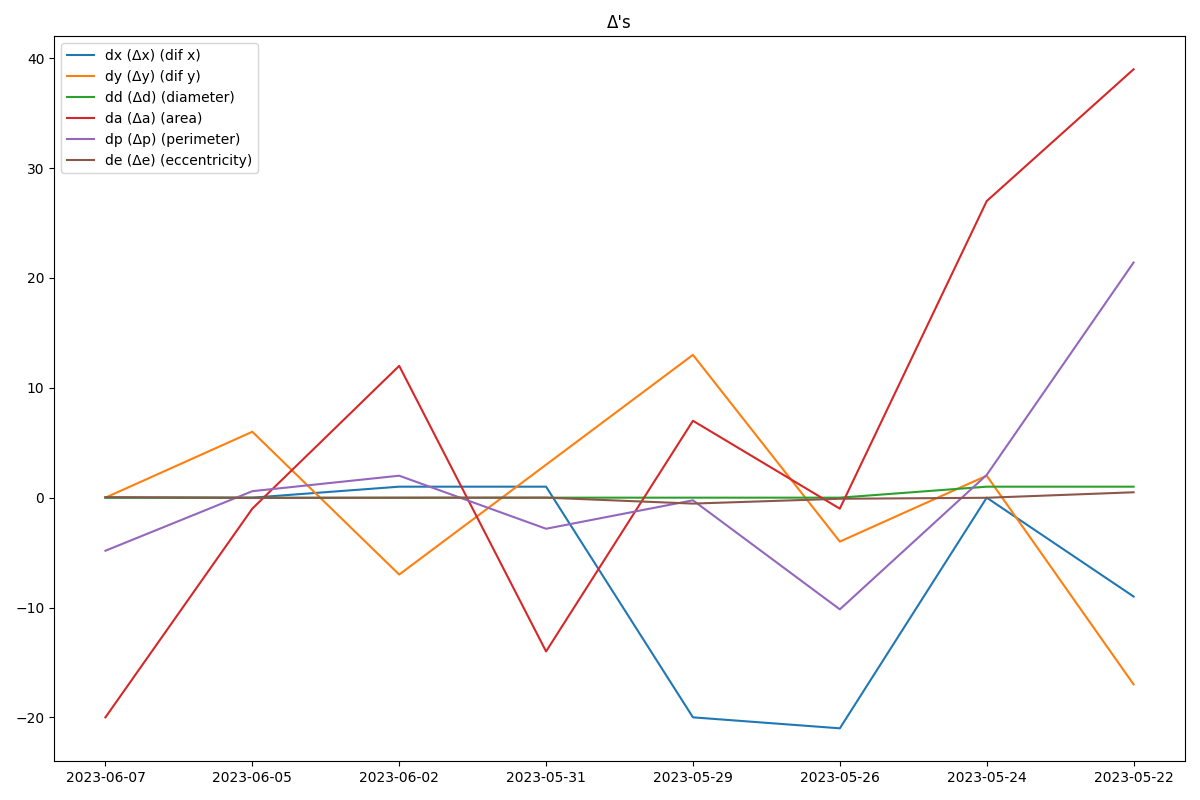 Δ's
dx (Δx) (dif x)
dy (Δy) (dif y)
dd (Δd) (diameter)
da (Δa) (area)
dp (Δp) (perimeter)
de (Δe) (eccentricity)
40
30
20
10
0
−10
−20
2023-06-07 2023-06-05 2023-06-02 2023-05-31 2023-05-29 2023-05-26 2023-05-24 2023-05-22